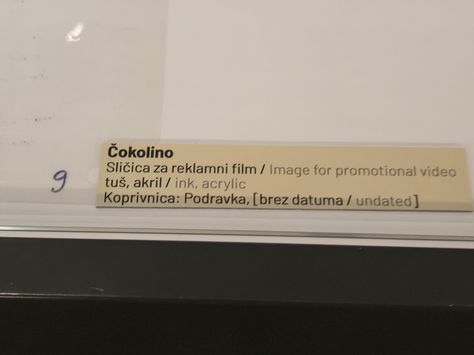 Čokolino
Sličica za reklamni film / Image for promotional video
tuš, akril / ink, acrylic
9
Koprivnica: Podravka, [brez datuma / undated]